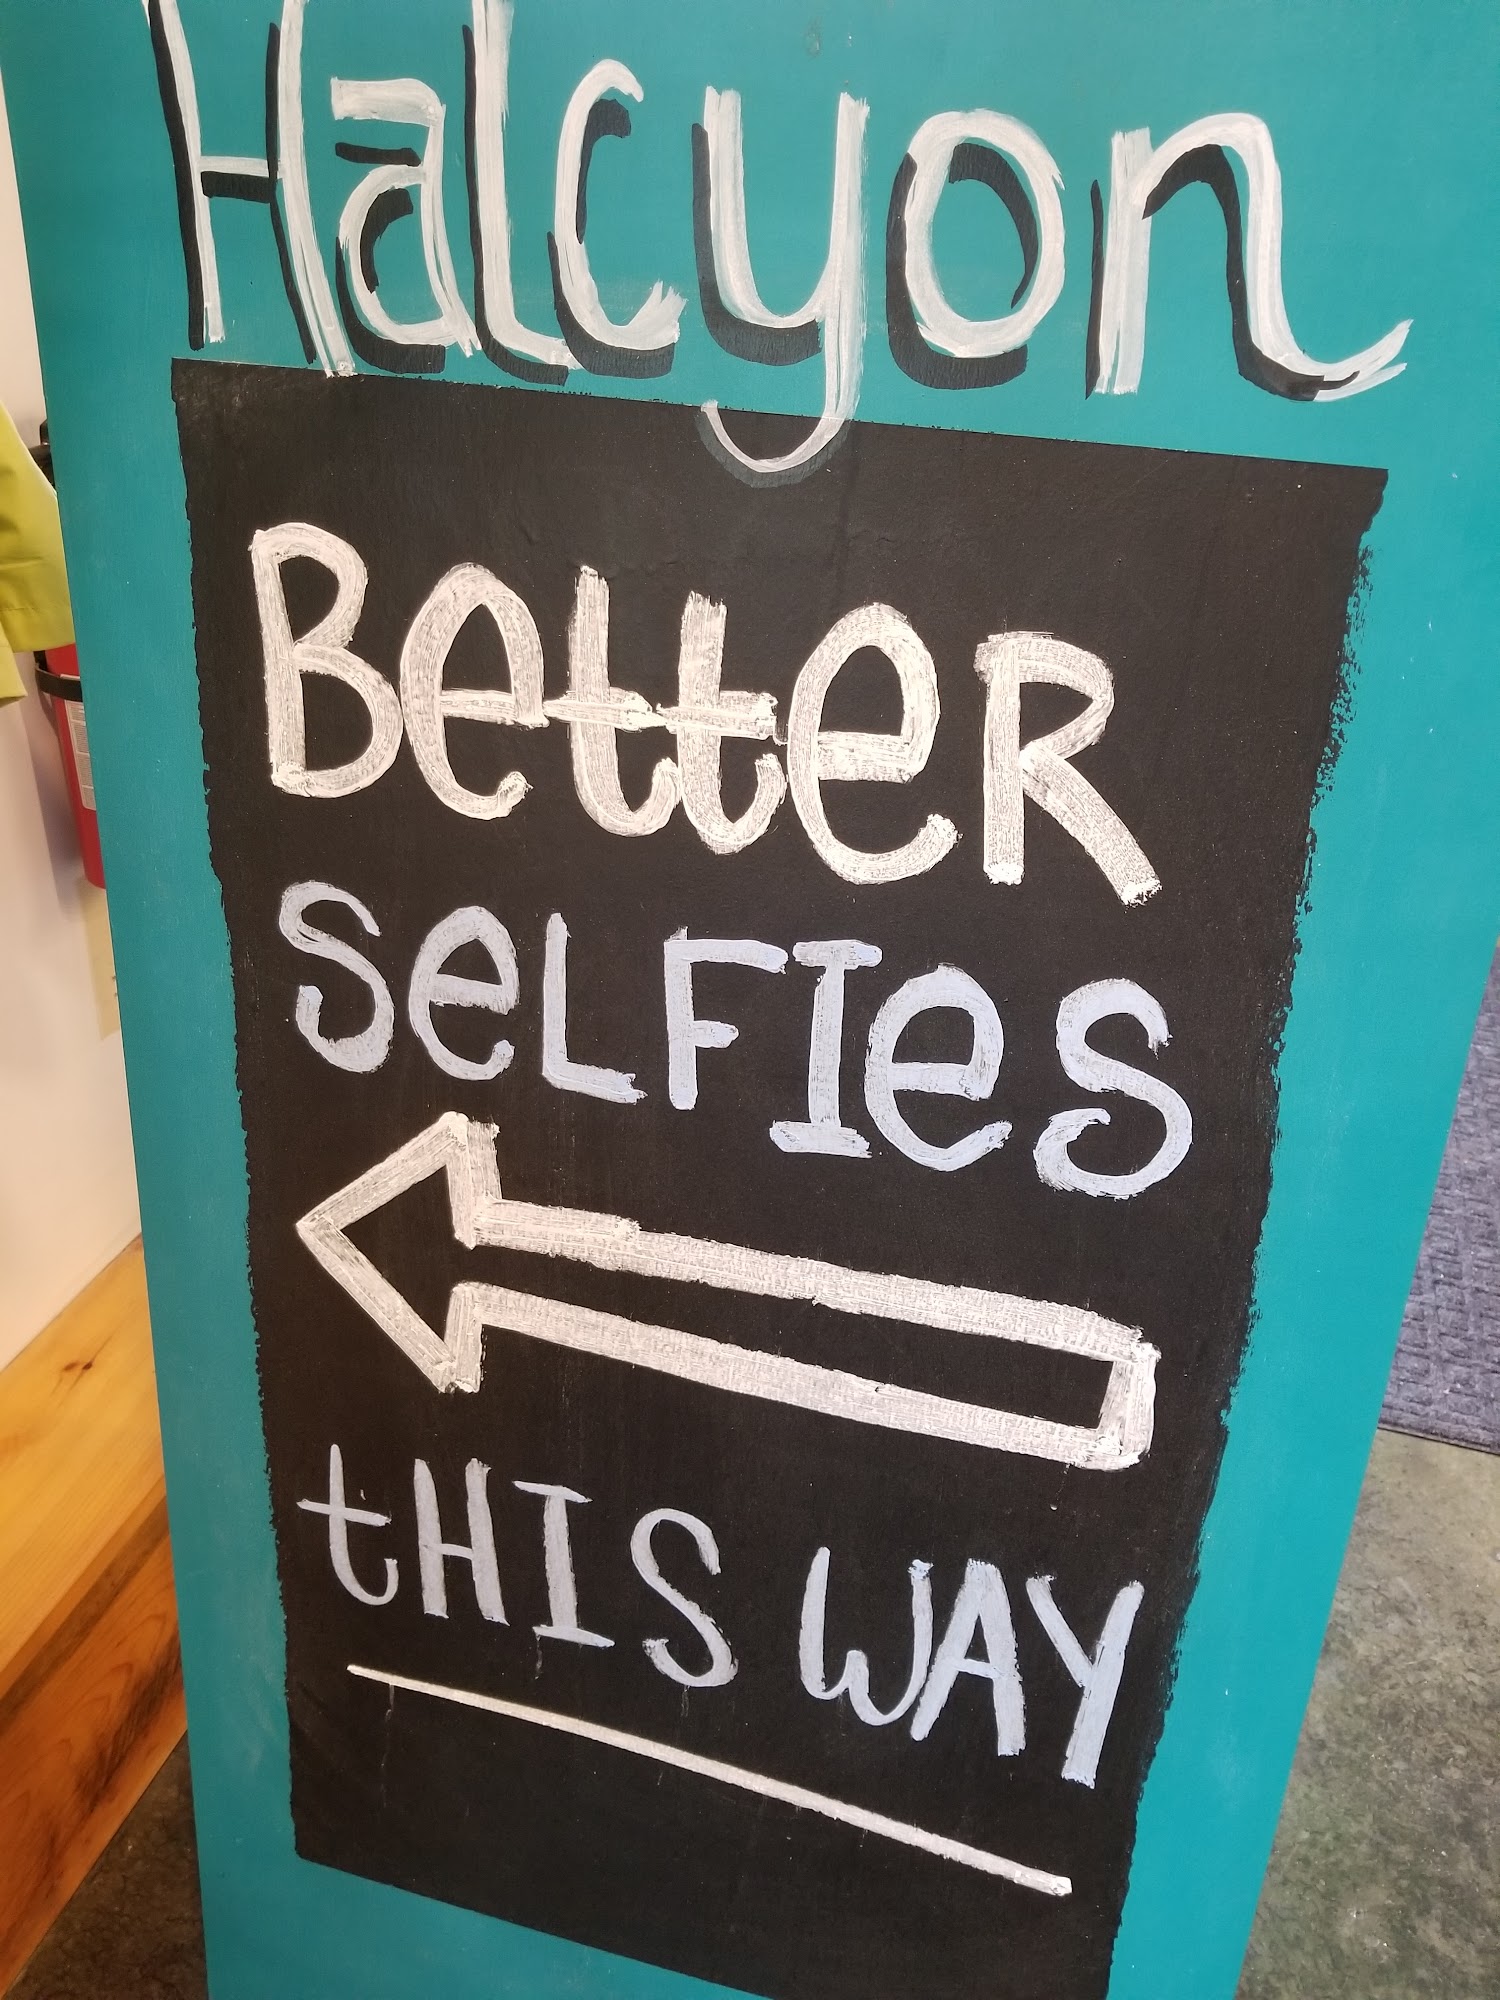 Halcyon
BetteR
SeLFIeS
tHIS WAY